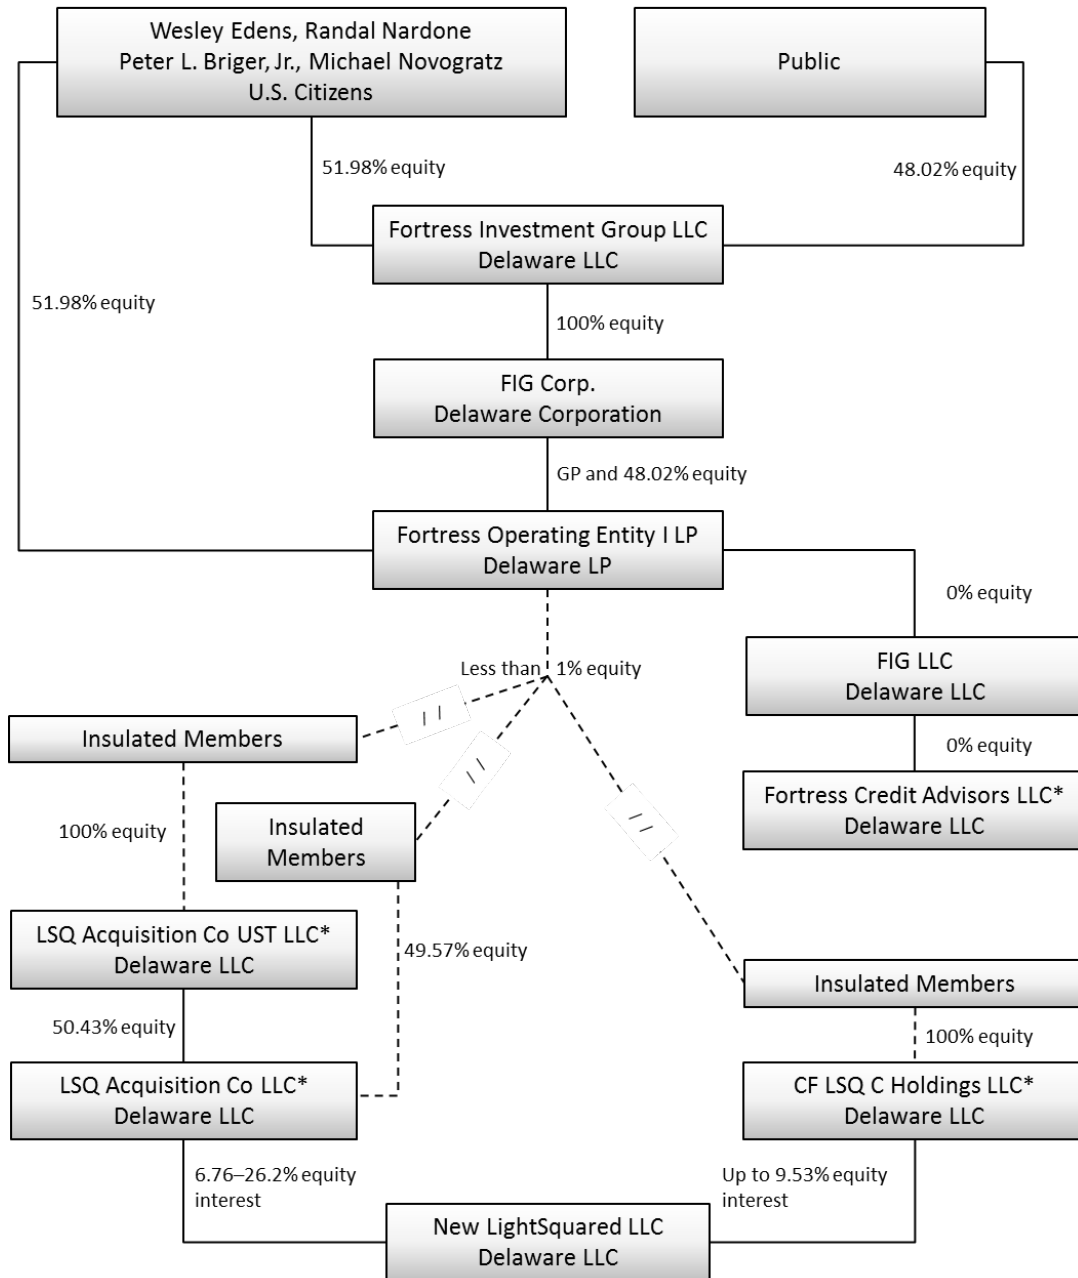 Wesley Edens, Randal Nardone
Peter L. Briger, Jr., Michael Novogratz
U.S. Citizens
Public
51.98% equity
48.02% equity
Fortress Investment Group LLC
Delaware LLC
51.98% equity
100% equity
FIG Corp.
Delaware Corporation
GP and 48.02% equity
Fortress Operating Entity I LP
Delaware LP
0% equity
Less than 1% equity
FIG LLC
Delaware LLC
Insulated Members
0% equity
Fortress Credit Advisors LLC*
Delaware LLC
100% equity
Insulated
Members
LSQ Acquisition Co UST LLC*
Delaware LLC
49.57% equity
Insulated Members
50.43% equity
100% equity
LSQ Acquisition Co LLC*
Delaware LLC
CF LSQ C Holdings LLC*
Delaware LLC
6.76–26.2% equity
interest
Up to 9.53% equity
interest
New LightSquared LLC
Delaware LLC